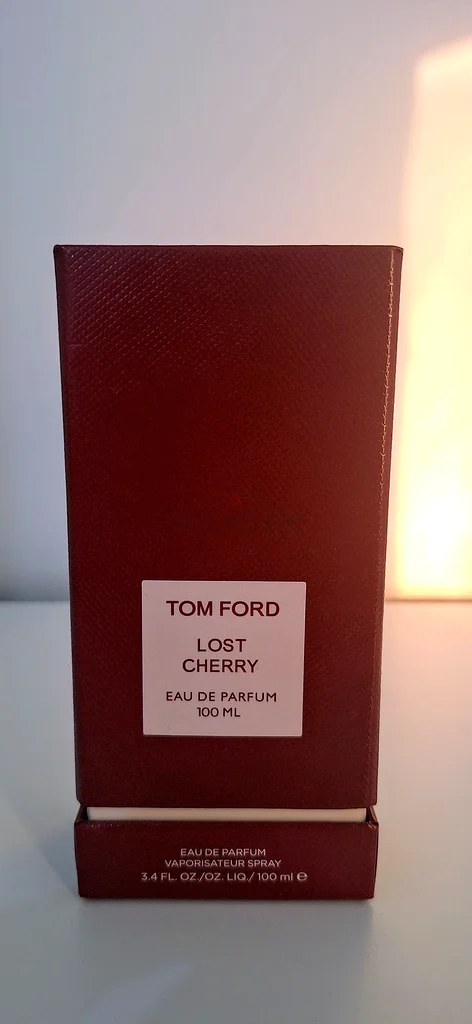 TOM FORD
LOST
CHERRY
EAU DE PARFUM
100 ML
EAU DE PARFUM
VAPORISATEUR SPRAY
3.4 FL. OZ./OZ. LIQ./ 100 ml ℮